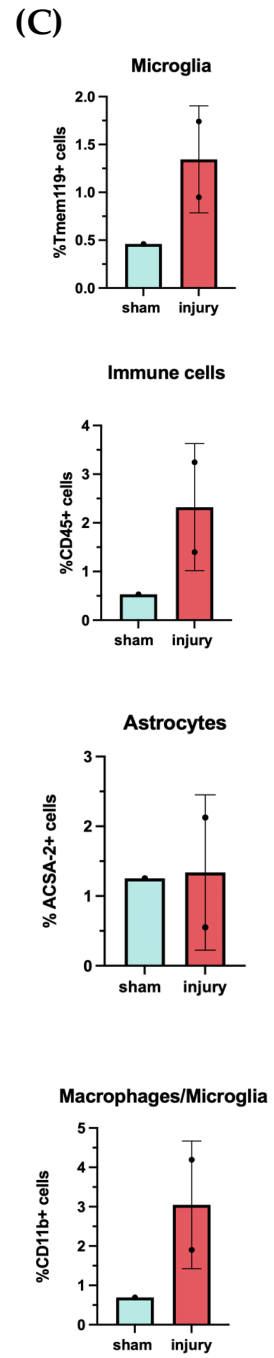 (C)
Microglia
%Tmem119+ cells
2.0
1.5
1.0
0.5
0.0
sham injury
Immune cells
%CD45+ cells
4
3
2
1
0
sham injury
Astrocytes
% ACSA-2+ cells
3
2
1
0
sham injury
Macrophages/Microglia
%CD11b+ cells
5
4
3
2
1
0
sham injury